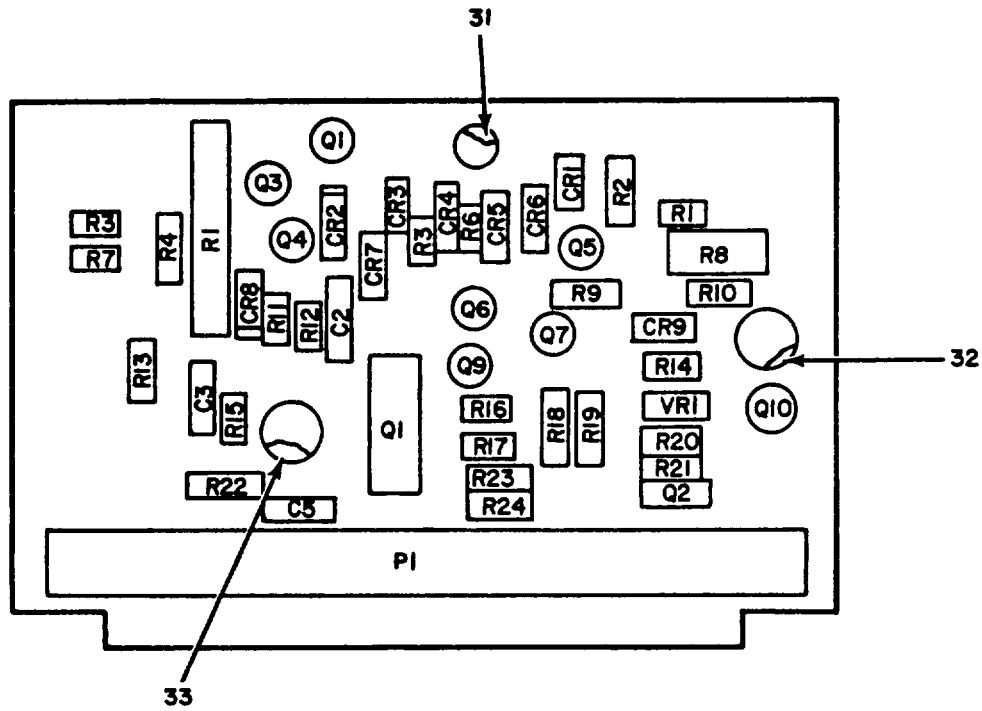 31
Q1
Q3
CR1
R2
CR3
CR4
R6
CR5
CR6
R1
R3
R4
R1
Q4
CR2
R3
Q5
R7
CR7
R8
CR8
R11
R12
C2
R9
R10
Q6
Q7
CR9
32
R13
Q9
R14
C3
R15
Q1
R16
R18
R19
VR1
Q10
R17
R20
R21
R22
R23
Q2
C5
R24
P1
33